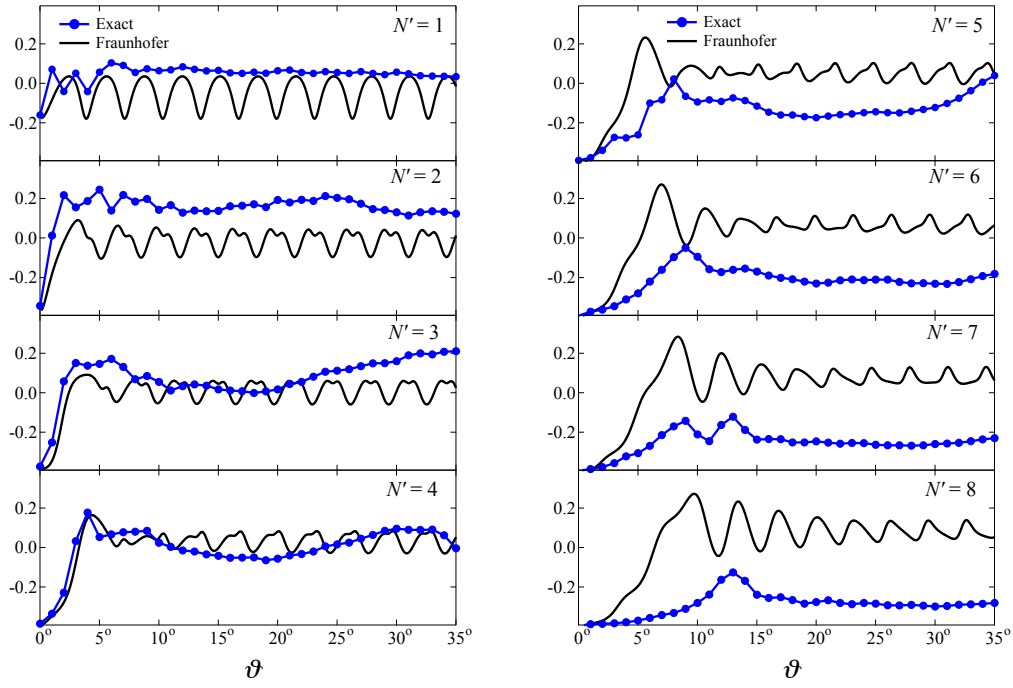 Exact
Fraunhofer
N′ = 1
0.2
0.0
-0.2
N′ = 2
0.2
0.0
-0.2
N′ = 3
0.2
0.0
-0.2
N′ = 4
0.2
0.0
-0.2
0° 5° 10° 15° 20° 25° 30° 35°
ϑ
Exact
Fraunhofer
N′ = 5
0.2
0.0
-0.2
N′ = 6
0.2
0.0
-0.2
N′ = 7
0.2
0.0
-0.2
N′ = 8
0.2
0.0
-0.2
0° 5° 10° 15° 20° 25° 30° 35°
ϑ